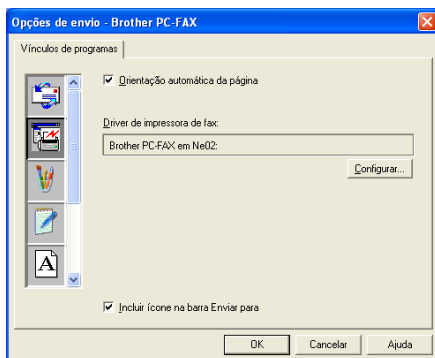 Opções de envio - Brother PC-FAX
Vínculos de programas
Orientação automática da página
Driver de impressora de fax:
Brother PC-FAX em Ne02:
Configurar...
A
Incluir ícone na barra Enviar para
OK
Cancelar
Ajuda